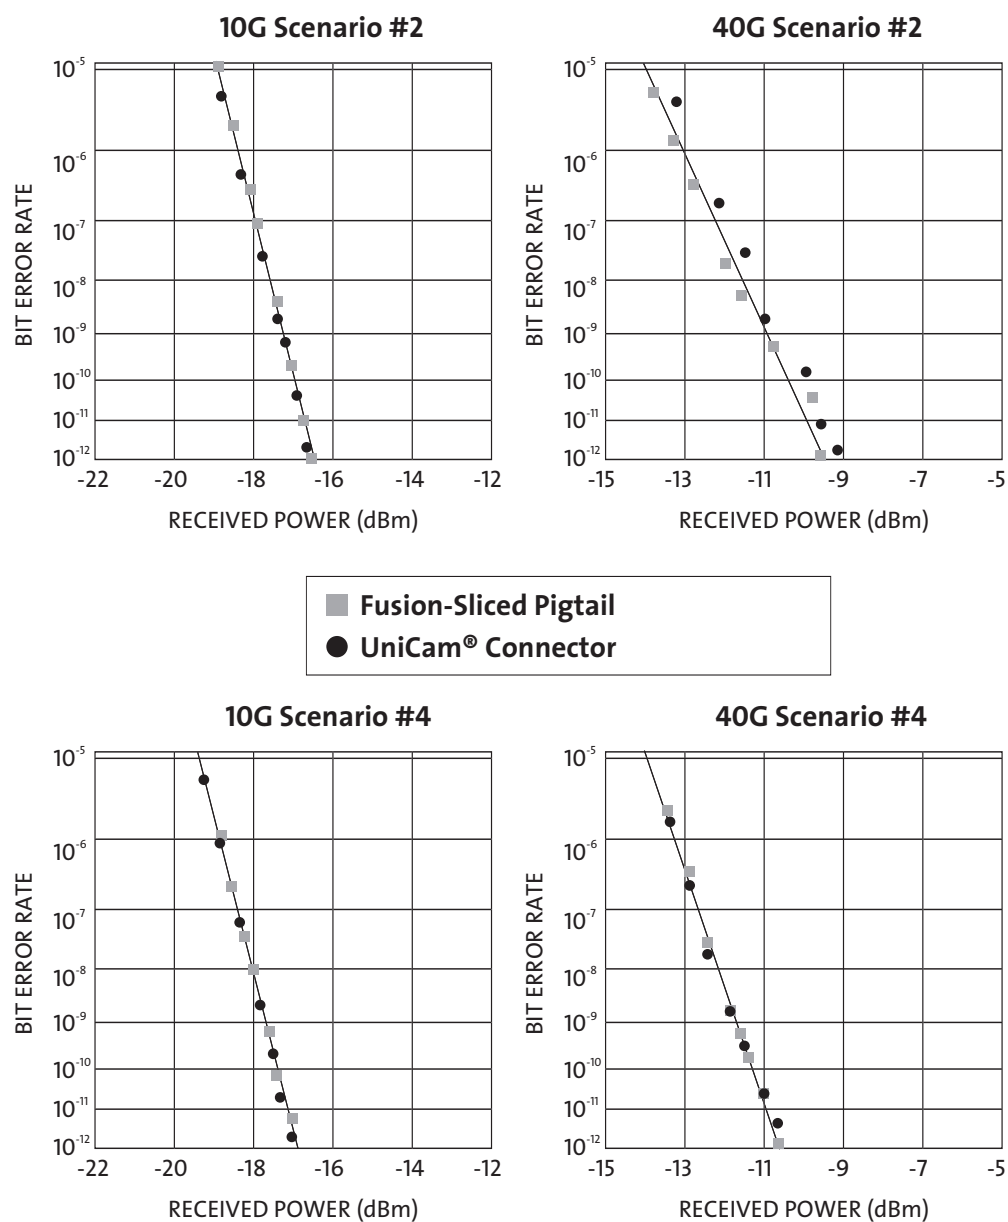 10G Scenario #2
10-5
10-6
10-7
10-8
10-9
10-10
10-11
10-12
BIT ERROR RATE
-22 -20 -18 -16 -14 -12
RECEIVED POWER (dBm)
40G Scenario #2
10-5
10-6
10-7
10-8
10-9
10-10
10-11
10-12
BIT ERROR RATE
-15 -13 -11 -9 -7 -5
RECEIVED POWER (dBm)
Fusion-Sliced Pigtail
UniCam® Connector
10G Scenario #4
10-5
10-6
10-7
10-8
10-9
10-10
10-11
10-12
BIT ERROR RATE
-22 -20 -18 -16 -14 -12
RECEIVED POWER (dBm)
40G Scenario #4
10-5
10-6
10-7
10-8
10-9
10-10
10-11
10-12
BIT ERROR RATE
-15 -13 -11 -9 -7 -5
RECEIVED POWER (dBm)